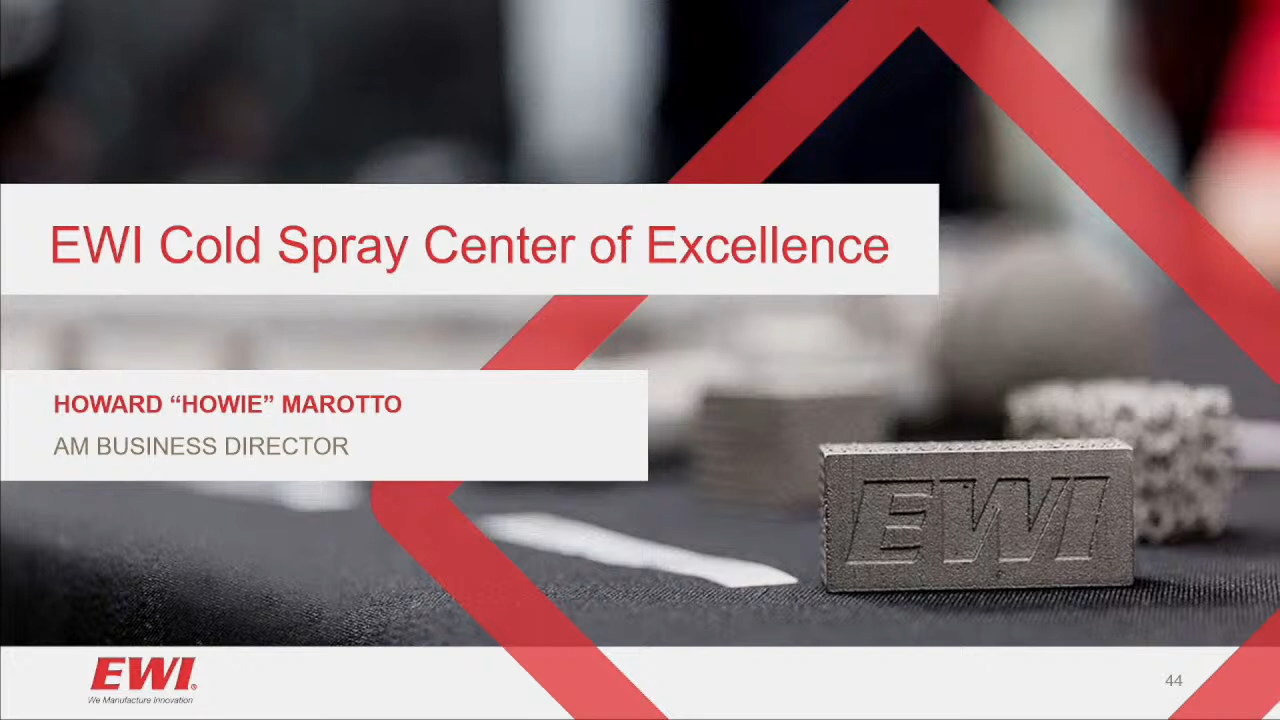 EWI Cold Spray Center of Excellence
HOWARD “HOWIE” MAROTTO
AM BUSINESS DIRECTOR
EWI
EWI®
We Manufacture Innovation
44